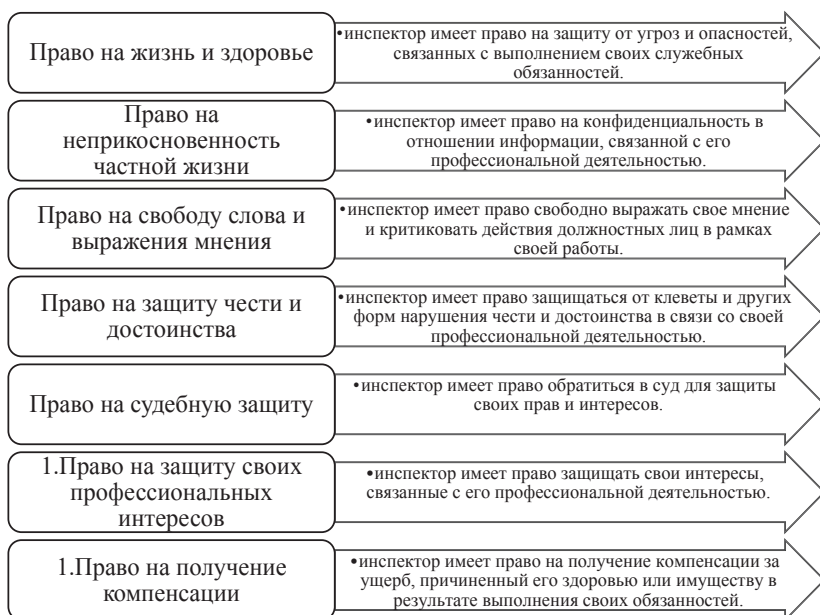 Право на жизнь и здоровье
•инспектор имеет право на защиту от угроз и опасностей,
связанных с выполнением своих служебных
обязанностей.
Право на
неприкосновенность
частной жизни
•инспектор имеет право на конфиденциальность в
отношении информации, связанной с его
профессиональной деятельностью.
Право на свободу слова и
выражения мнения
•инспектор имеет право свободно выражать свое мнение
и критиковать действия должностных лиц в рамках
своей работы.
Право на защиту чести и
достоинства
•инспектор имеет право защищаться от клеветы и других
форм нарушения чести и достоинства в связи со своей
профессиональной деятельностью.
Право на судебную защиту
•инспектор имеет право обратиться в суд для защиты
своих прав и интересов.
1.Право на защиту своих
профессиональных
интересов
•инспектор имеет право защищать свои интересы,
связанные с его профессиональной деятельностью.
1.Право на получение
компенсации
•инспектор имеет право на получение компенсации за
ущерб, причиненный его здоровью или имуществу в
результате выполнения своих обязанностей.